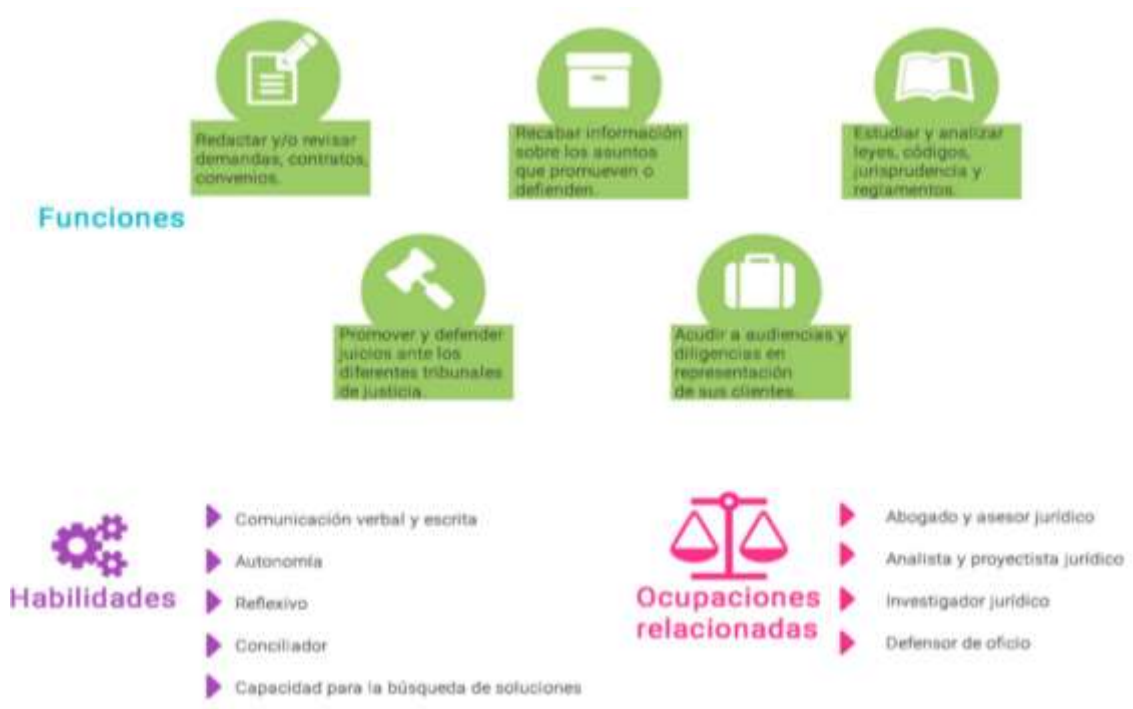 Redactar y/o revisar
demandas, contratos,
convenios.
Recabar información
sobre los asuntos
que promueven o
defienden.
Estudiar y analizar
leyes, códigos,
jurisprudencia y
reglamentos.
Funciones
Promover y defender
juicios ante los
diferentes tribunales
de justicia.
Acudir a audiencias y
diligencias en
representación
de sus clientes
Habilidades
Comunicación verbal y escrita
Autonomía
Reflexivo
Conciliador
Capacidad para la búsqueda de soluciones
Ocupaciones
relacionadas
Abogado y asesor jurídico
Analista y proyectista jurídico
Investigador jurídico
Defensor de oficio